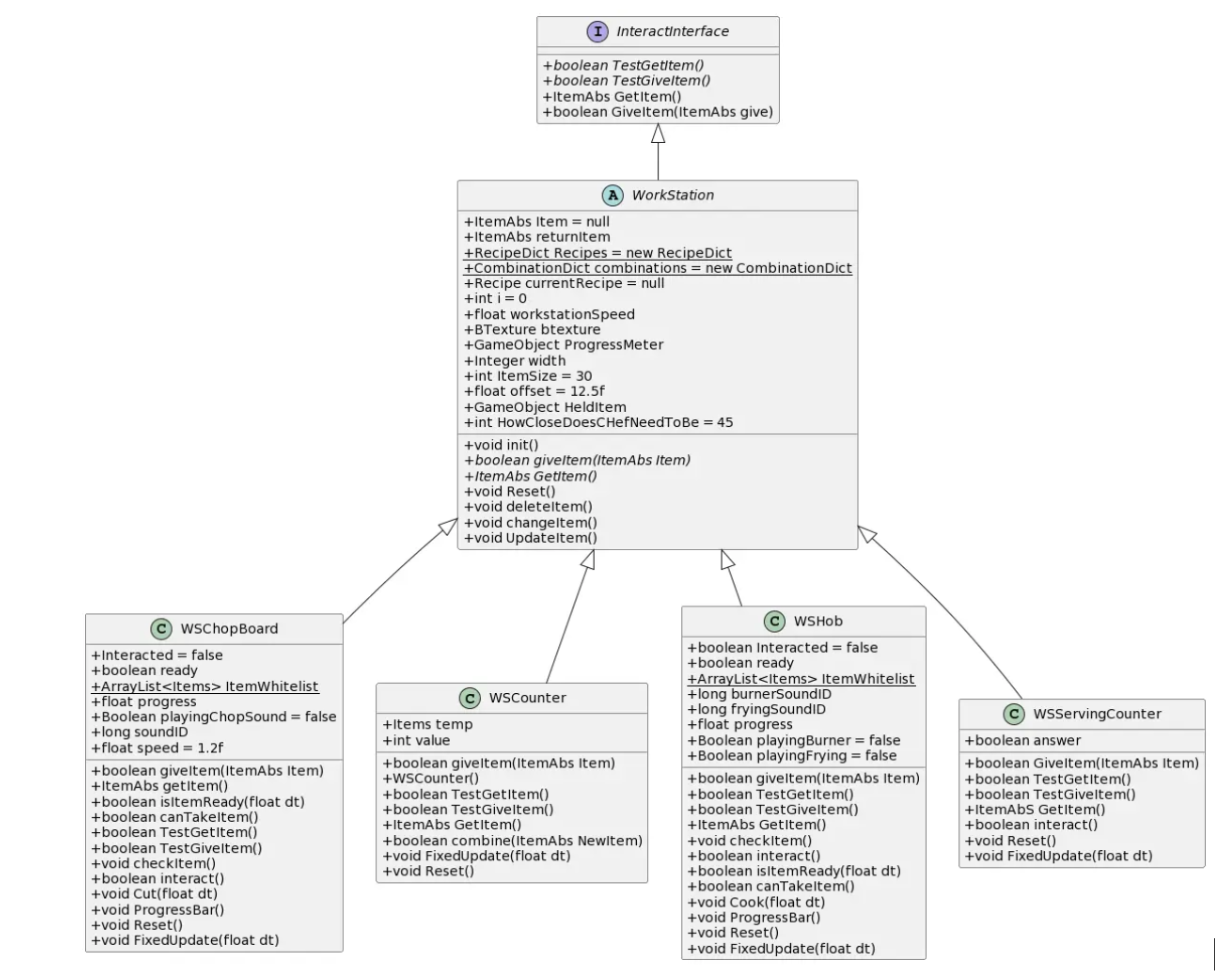 I InteractInterface
+boolean TestGetItem()
+boolean TestGiveItem()
+ItemAbs GetItem()
+boolean GiveItem(ItemAbs give)
A WorkStation
+ItemAbs Item = null
+ItemAbs returnItem
+RecipeDict Recipes = new RecipeDict
+CombinationDict combinations = new CombinationDict
+Recipe currentRecipe = null
+int i = 0
+float workstationSpeed
+BTexture btexture
+GameObject ProgressMeter
+Integer width
+int ItemSize = 30
+float offset = 12.5f
+GameObject HeldItem
+int HowCloseDoesCHefNeedToBe = 45
+void init()
+boolean giveItem(ItemAbs Item)
+ItemAbs GetItem()
+void Reset()
+void deleteItem()
+void changeItem()
+void UpdateItem()
C WSChopBoard
+Interacted = false
+boolean ready
+ArrayList<Items> ItemWhitelist
+float progress
+Boolean playingChopSound = false
+long soundID
+float speed = 1.2f
+boolean giveItem(ItemAbs Item)
+ItemAbs getItem()
+boolean isItemReady(float dt)
+boolean canTakeItem()
+boolean TestGetItem()
+boolean TestGiveItem()
+void checkItem()
+boolean interact()
+void Cut(float dt)
+void ProgressBar()
+void Reset()
+void FixedUpdate(float dt)
C WSCounter
+Items temp
+int value
+boolean giveItem(ItemAbs Item)
+WSCounter()
+boolean TestGetItem()
+boolean TestGiveItem()
+ItemAbs GetItem()
+boolean combine(ItemAbs NewItem)
+void FixedUpdate(float dt)
+void Reset()
C WSHob
+boolean Interacted = false
+boolean ready
+ArrayList<Items> ItemWhitelist
+long burnerSoundID
+long fryingSoundID
+float progress
+Boolean playingBurner = false
+Boolean playingFrying = false
+boolean giveItem(ItemAbs Item)
+boolean TestGetItem()
+boolean TestGiveItem()
+ItemAbs GetItem()
+void checkItem()
+boolean interact()
+boolean isItemReady(float dt)
+boolean canTakeItem()
+void Cook(float dt)
+void ProgressBar()
+void Reset()
+void FixedUpdate(float dt)
C WSServingCounter
+boolean answer
+boolean GiveItem(ItemAbs Item)
+boolean TestGetItem()
+boolean TestGiveItem()
+ItemAbS GetItem()
+boolean interact()
+void Reset()
+void FixedUpdate(float dt)